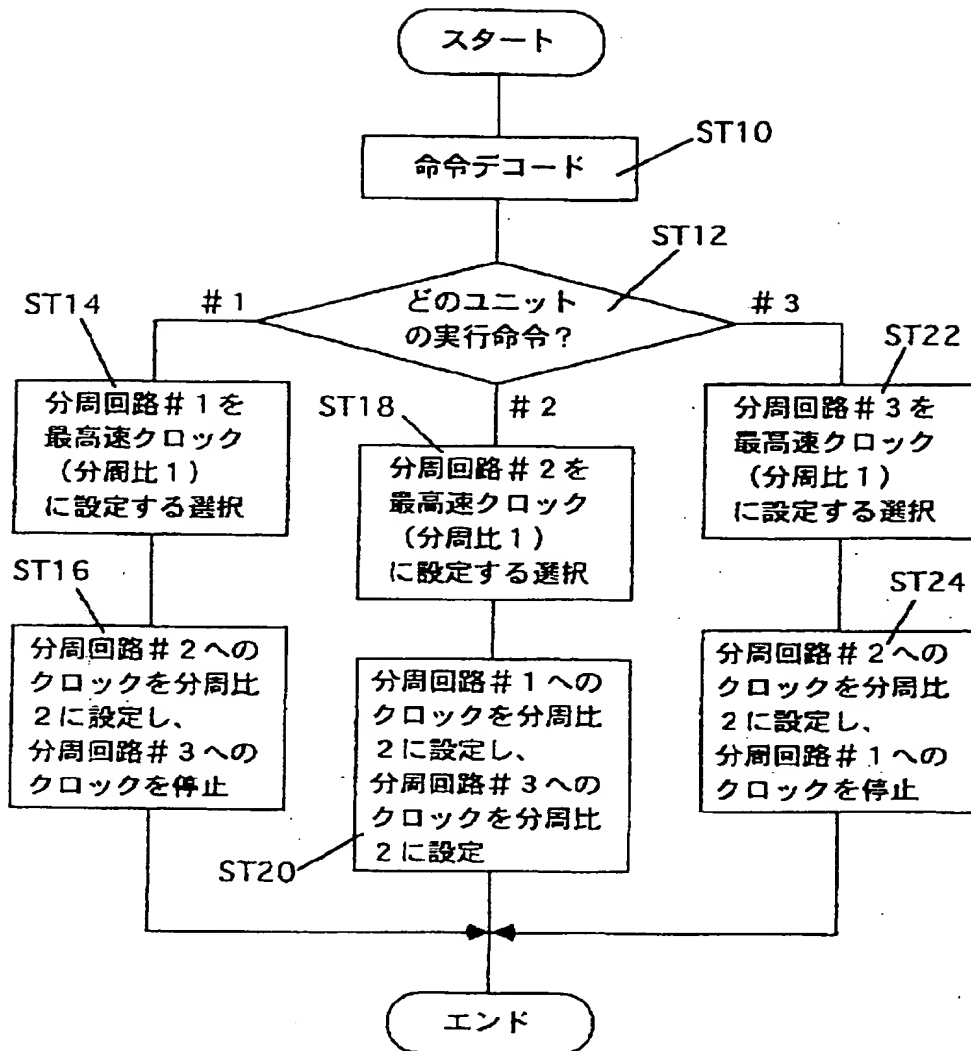 スタート
ST10
命令デコード
ST12
どのユニット
の実行命令？
＃1
＃2
＃3
ST14
分周回路＃1を
最高速クロック
（分周比1）
に設定する選択
ST16
分周回路＃2への
クロックを分周比
2に設定し、
分周回路＃3への
クロックを停止
ST18
分周回路＃2を
最高速クロック
（分周比1）
に設定する選択
ST20
分周回路＃1への
クロックを分周比
2に設定し、
分周回路＃3への
クロックを分周比
2に設定
ST22
分周回路＃3を
最高速クロック
（分周比1）
に設定する選択
ST24
分周回路＃2への
クロックを分周比
2に設定し、
分周回路＃1への
クロックを停止
エンド